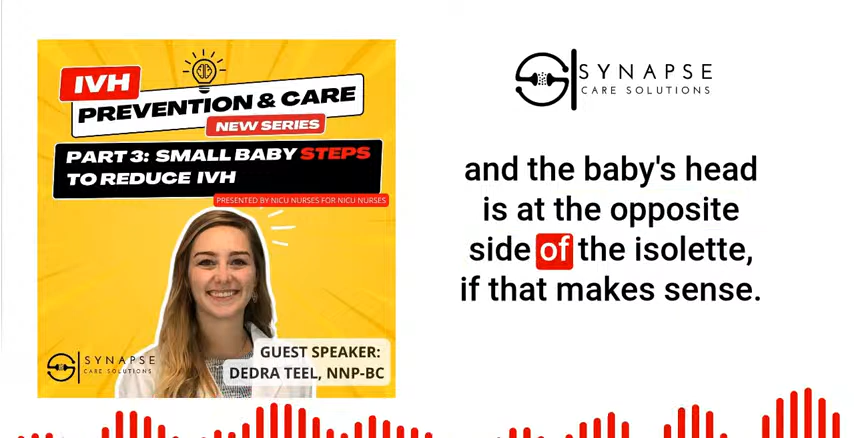 IVH
PREVENTION & CARE
NEW SERIES
PART 3: SMALL BABY STEPS
TO REDUCE IVH
PRESENTED BY NICU NURSES FOR NICU NURSES
SYNAPSE
CARE SOLUTIONS
GUEST SPEAKER:
DEDRA TEEL, NNP-BC
SYNAPSE
CARE SOLUTIONS
and the baby's head
is at the opposite
side of the isolette,
if that makes sense.